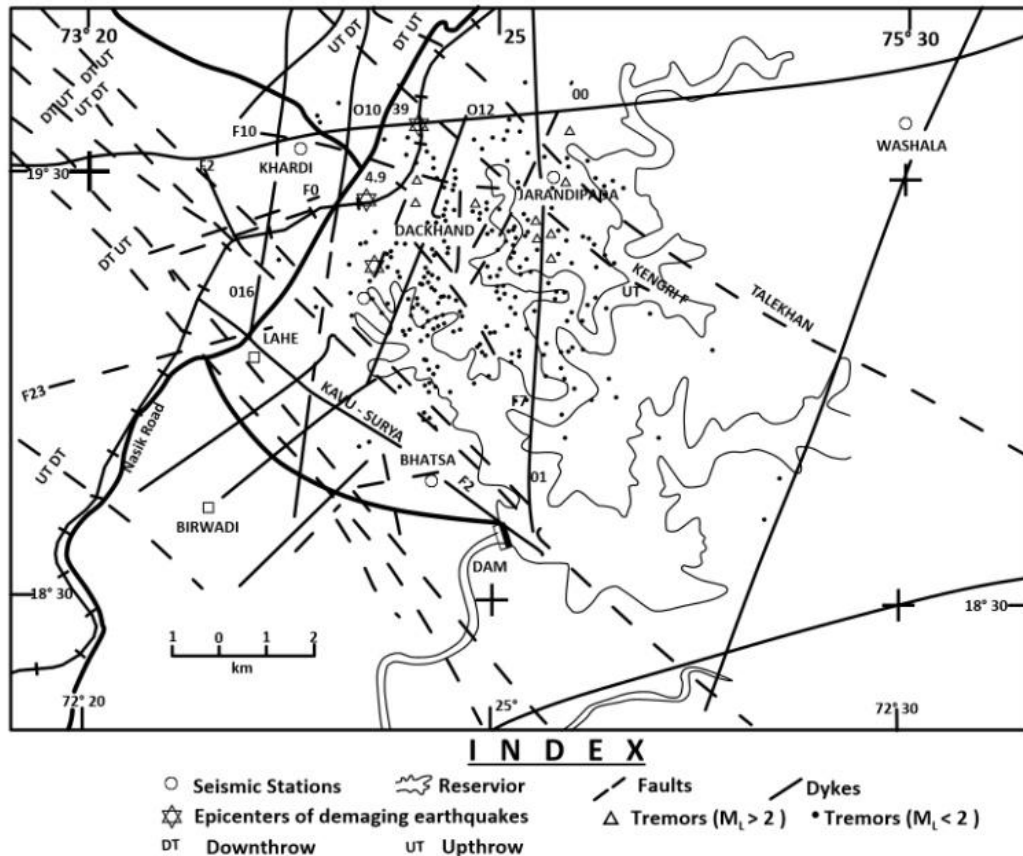 73° 20
25
75° 30
UT DT
DT UT
DT UT
DT UT
UT DT
O10
39
O12
00
F10
KHARDI
WASHALA
19° 30
F2
F0
4.9
JARANDIPADA
DACKHAND
DT UT
KENGRI F
UT
TALEKHAN
016
LAHE
F23
KAVU - SURYA
F7
Nasik Road
UT DT
BHATSA
F2
01
BIRWADI
DAM
18° 30
18° 30
1 0 1 2
km
72° 20
25°
72° 30
I N D E X
Seismic Stations
Reservior
Faults
Dykes
Epicenters of demaging earthquakes
Tremors (ML > 2 )
Tremors (ML < 2 )
DT Downthrow
UT Upthrow